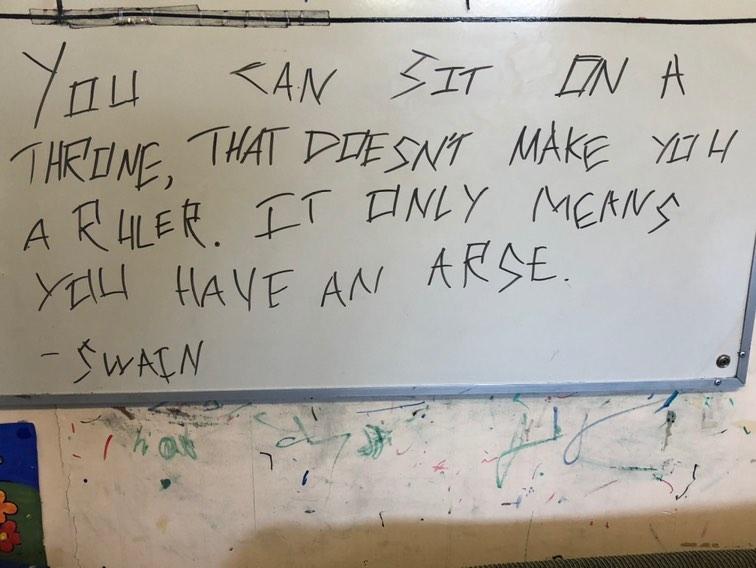 YOU CAN SIT ON A
THRONE, THAT DOESN'T MAKE YOU
A RULER. IT ONLY MEANS
YOU HAVE AN ARSE.
- SWAIN